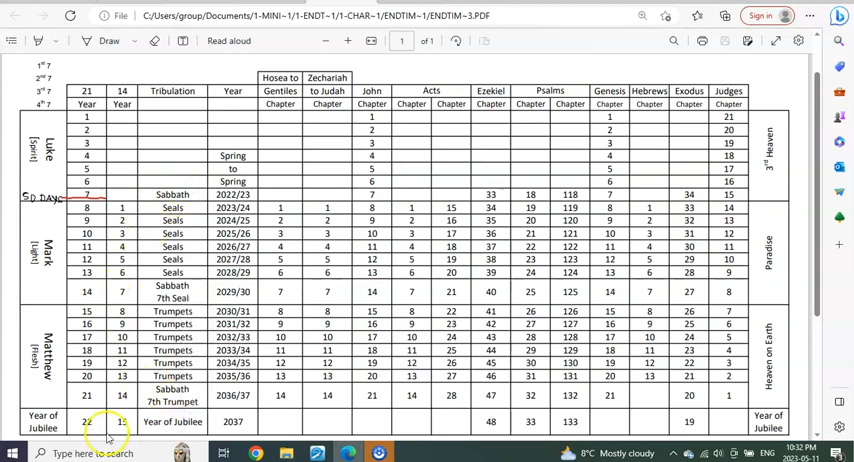 InPrivate
File | C:/Users/group/Documents/1-MINI~1/1-ENDT~1/1-CHAR~1/ENDTIM~1/ENDTIM~3.PDF
Sign in
Draw
Read aloud
1 of 1
1st 7
2nd 7 Hosea to Zechariah
3rd 7 21 14 Tribulation Year Gentiles to Judah John Acts Ezekiel Psalms Genesis Hebrews Exodus Judges
4th 7 Year Year Chapter Chapter Chapter Chapter Chapter Chapter Chapter Chapter Chapter Chapter Chapter Chapter
Luke
[Spirit]
3rd Heaven
1 1 1 21
2 2 2 20
3 3 3 19
4 Spring 4 4 18
5 to 5 5 17
6 Spring 6 6 16
50 DAYS 7 Sabbath 2022/23 7 33 18 118 7 34 15
Mark
[Light]
Paradise
8 1 Seals 2023/24 1 1 8 1 15 34 19 119 8 1 33 14
9 2 Seals 2024/25 2 2 9 2 16 35 20 120 9 2 32 13
10 3 Seals 2025/26 3 3 10 3 17 36 21 121 10 3 31 12
11 4 Seals 2026/27 4 4 11 4 18 37 22 122 11 4 30 11
12 5 Seals 2027/28 5 5 12 5 19 38 23 123 12 5 29 10
13 6 Seals 2028/29 6 6 13 6 20 39 24 124 13 6 28 9
14 7 Sabbath 7th Seal 2029/30 7 7 14 7 21 40 25 125 14 7 27 8
Matthew
[Flesh]
Heaven on Earth
15 8 Trumpets 2030/31 8 8 15 8 22 41 26 126 15 8 26 7
16 9 Trumpets 2031/32 9 9 16 9 23 42 27 127 16 9 25 6
17 10 Trumpets 2032/33 10 10 17 10 24 43 28 128 17 10 24 5
18 11 Trumpets 2033/34 11 11 18 11 25 44 29 129 18 11 23 4
19 12 Trumpets 2034/35 12 12 19 12 26 45 30 130 19 12 22 3
20 13 Trumpets 2035/36 13 13 20 13 27 46 31 131 20 13 21 2
21 14 Sabbath 7th Trumpet 2036/37 14 14 21 14 28 47 32 132 21 20 1
Year of Jubilee 22 15 Year of Jubilee 2037 48 33 133 19 Year of Jubilee
Type here to search
8°C Mostly cloudy
ENG
10:32 PM
2023-05-11